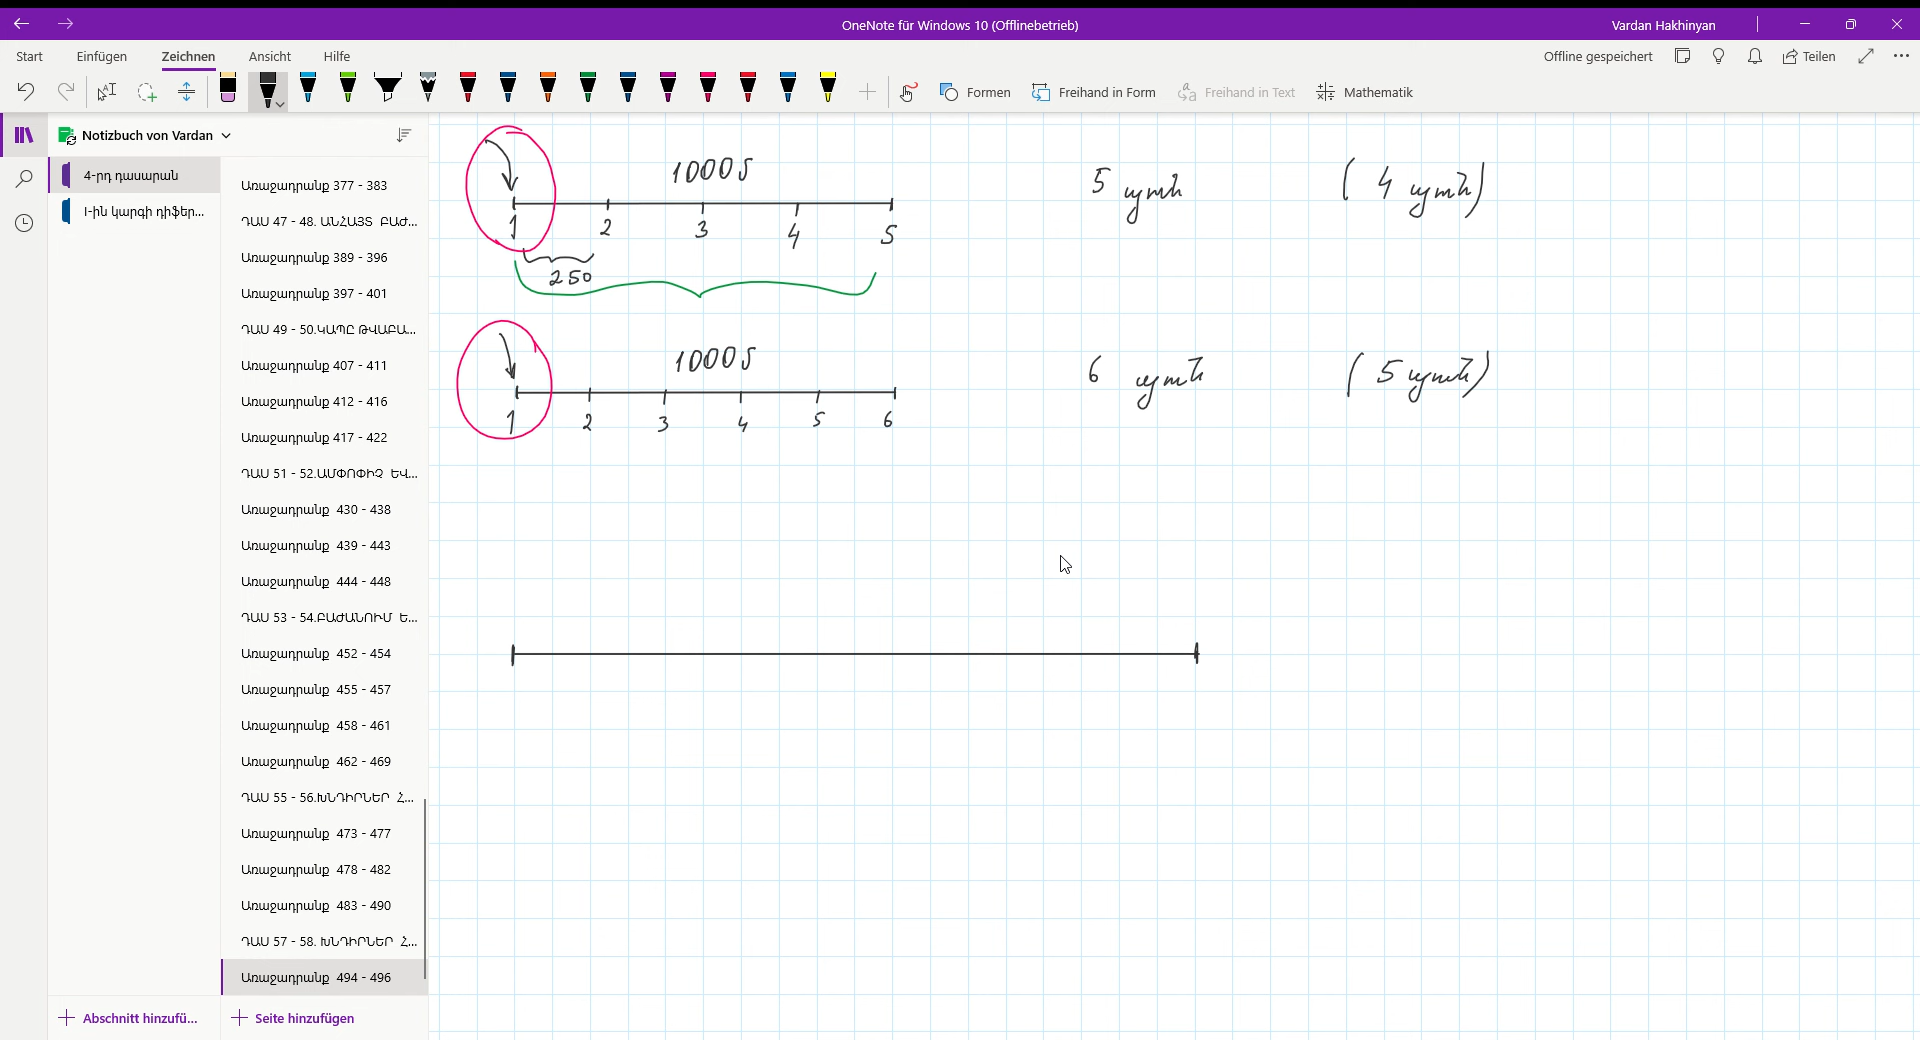 OneNote für Windows 10 (Offlinebetrieb)
Vardan Hakhinyan
Start Einfügen Zeichnen Ansicht Hilfe
Offline gespeichert Teilen
Formen Freihand in Form Freihand in Text Mathematik
Notizbuch von Vardan
4-րդ դասարան
I-ին կարգի դիֆեր...
Առաջադրանք 377 - 383
ԴԱՍ 47 - 48. ԱՆՀԱՅՏ ԲԱԺ...
Առաջադրանք 389 - 396
Առաջադրանք 397 - 401
ԴԱՍ 49 - 50.ԿԱՊԸ ԹՎԱԲԱ...
Առաջադրանք 407 - 411
Առաջադրանք 412 - 416
Առաջադրանք 417 - 422
ԴԱՍ 51 - 52.ԱՄՓՈՓԻՉ ԵՎ...
Առաջադրանք 430 - 438
Առաջադրանք 439 - 443
Առաջադրանք 444 - 448
ԴԱՍ 53 - 54.ԲԱԺԱՆՈՒՄ Ե...
Առաջադրանք 452 - 454
Առաջադրանք 455 - 457
Առաջադրանք 458 - 461
Առաջադրանք 462 - 469
ԴԱՍ 55 - 56.ԽՆԴԻՐՆԵՐ Հ...
Առաջադրանք 473 - 477
Առաջադրանք 478 - 482
Առաջադրանք 483 - 490
ԴԱՍ 57 - 58. ԽՆԴԻՐՆԵՐ Հ...
Առաջադրանք 494 - 496
Abschnitt hinzufü...
Seite hinzufügen
1000 մ
5 սյուն (4 սյուն)
1 2 3 4 5
250
1000 մ
6 սյուն (5 սյուն)
1 2 3 4 5 6